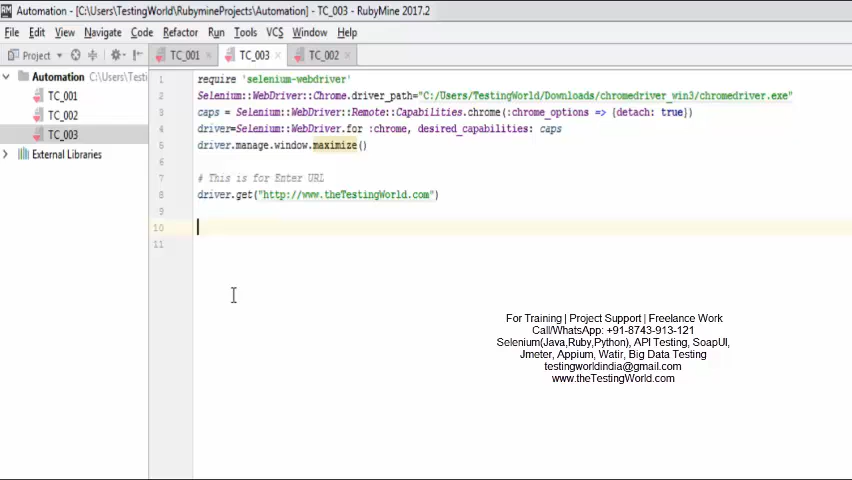 Automation - [C:\Users\TestingWorld\RubymineProjects\Automation] - TC_003 - RubyMine 2017.2
File Edit View Navigate Code Refactor Run Tools VCS Window Help
Project TC_001 TC_003 TC_002
Automation C:\Users\Testi
TC_001
TC_002
TC_003
External Libraries
1 require 'selenium-webdriver'
2 Selenium::WebDriver::Chrome.driver_path="C:/Users/TestingWorld/Downloads/chromedriver_win3/chromedriver.exe"
3 caps = Selenium::WebDriver::Remote::Capabilities.chrome(:chrome_options => {detach: true})
4 driver=Selenium::WebDriver.for :chrome, desired_capabilities: caps
5 driver.manage.window.maximize()
6
7 # This is for Enter URL
8 driver.get("http://www.theTestingWorld.com")
9
10
11
For Training | Project Support | Freelance Work
Call/WhatsApp: +91-8743-913-121
Selenium(Java,Ruby,Python), API Testing, SoapUI,
Jmeter, Appium, Watir, Big Data Testing
testingworldindia@gmail.com
www.theTestingWorld.com